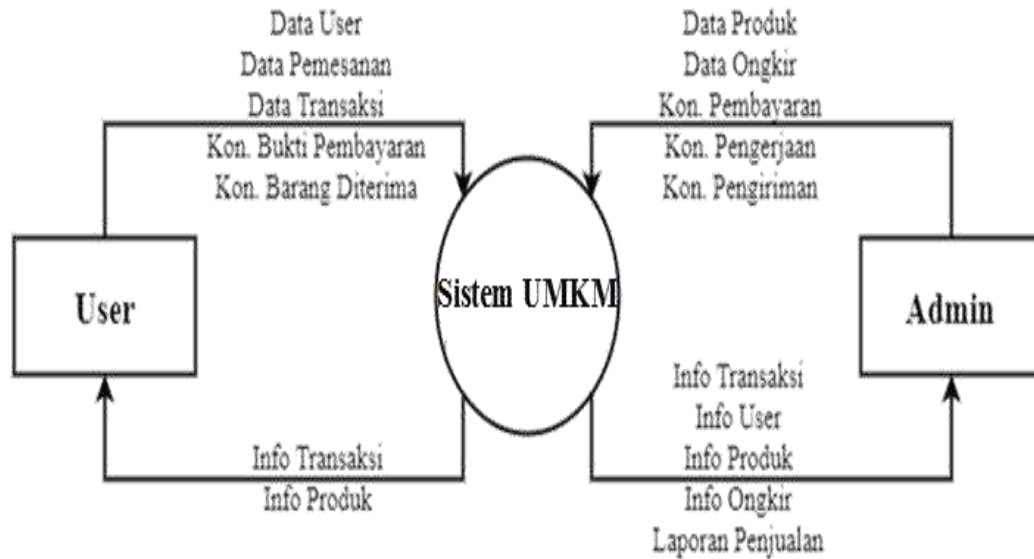 Data User
Data Pemesanan
Data Transaksi
Kon. Bukti Pembayaran
Kon. Barang Diterima
Data Produk
Data Ongkir
Kon. Pembayaran
Kon. Pengerjaan
Kon. Pengiriman
User
Sistem UMKM
Admin
Info Transaksi
Info Produk
Info Transaksi
Info User
Info Produk
Info Ongkir
Laporan Penjualan